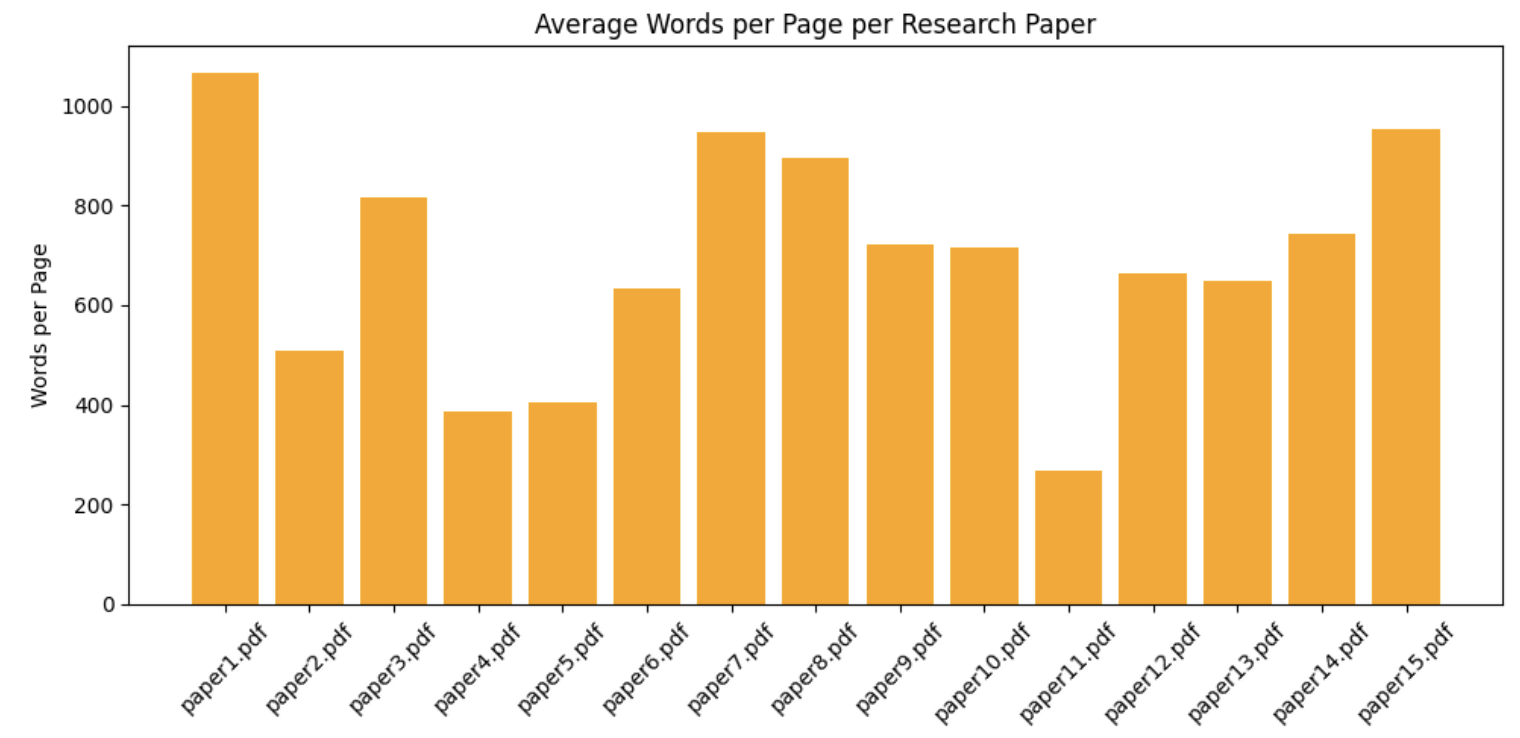 Average Words per Page per Research Paper
Words per Page
1000
800
600
400
200
0
paper1.pdf
paper2.pdf
paper3.pdf
paper4.pdf
paper5.pdf
paper6.pdf
paper7.pdf
paper8.pdf
paper9.pdf
paper10.pdf
paper11.pdf
paper12.pdf
paper13.pdf
paper14.pdf
paper15.pdf